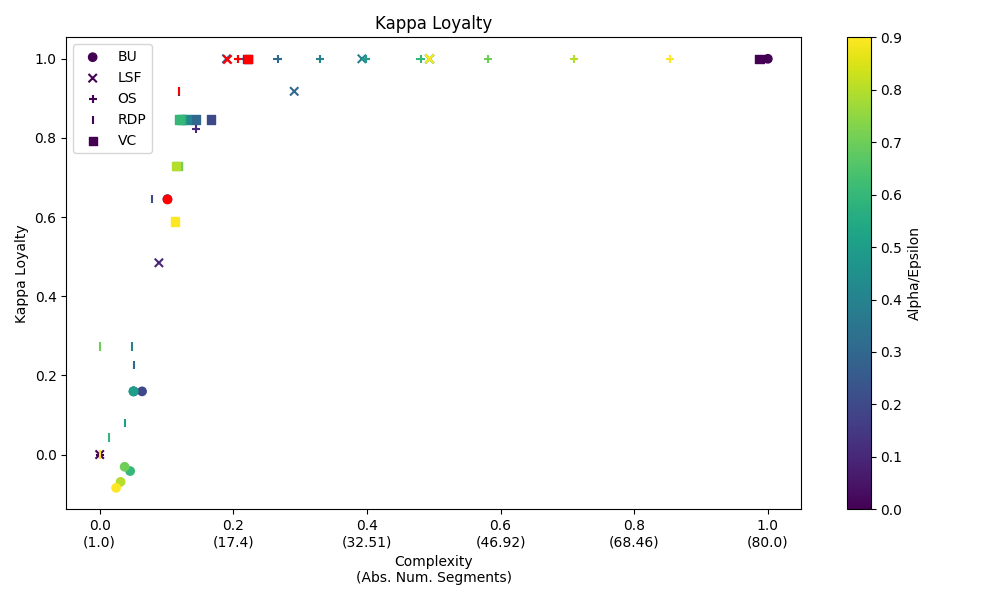 Kappa Loyalty
BU
LSF
OS
RDP
VC
Kappa Loyalty
1.0
0.8
0.6
0.4
0.2
0.0
0.0 0.2 0.4 0.6 0.8 1.0
(1.0) (17.4) (32.51) (46.92) (68.46) (80.0)
Complexity
(Abs. Num. Segments)
0.9
0.8
0.7
0.6
0.5
0.4
0.3
0.2
0.1
0.0
Alpha/Epsilon